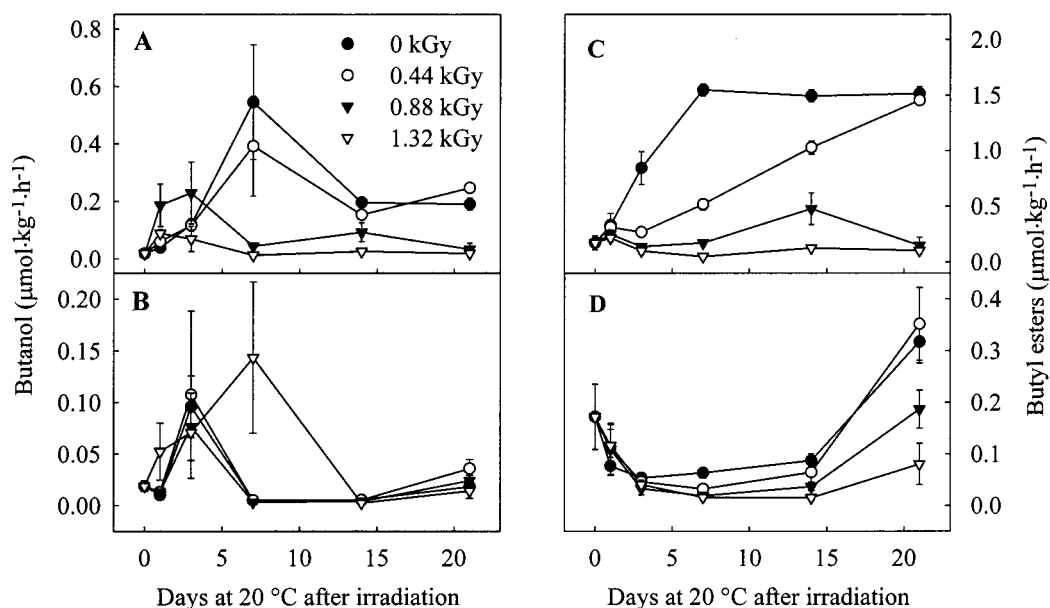 A
0 kGy
0.44 kGy
0.88 kGy
1.32 kGy
0.8
0.6
0.4
0.2
0.0
B
0.20
0.15
0.10
0.05
0.00
Butanol (μmol·kg⁻¹·h⁻¹)
0 5 10 15 20
Days at 20 °C after irradiation
C
2.0
1.5
1.0
0.5
0.0
D
0.4
0.3
0.2
0.1
0.0
Butyl esters (μmol·kg⁻¹·h⁻¹)
0 5 10 15 20
Days at 20 °C after irradiation